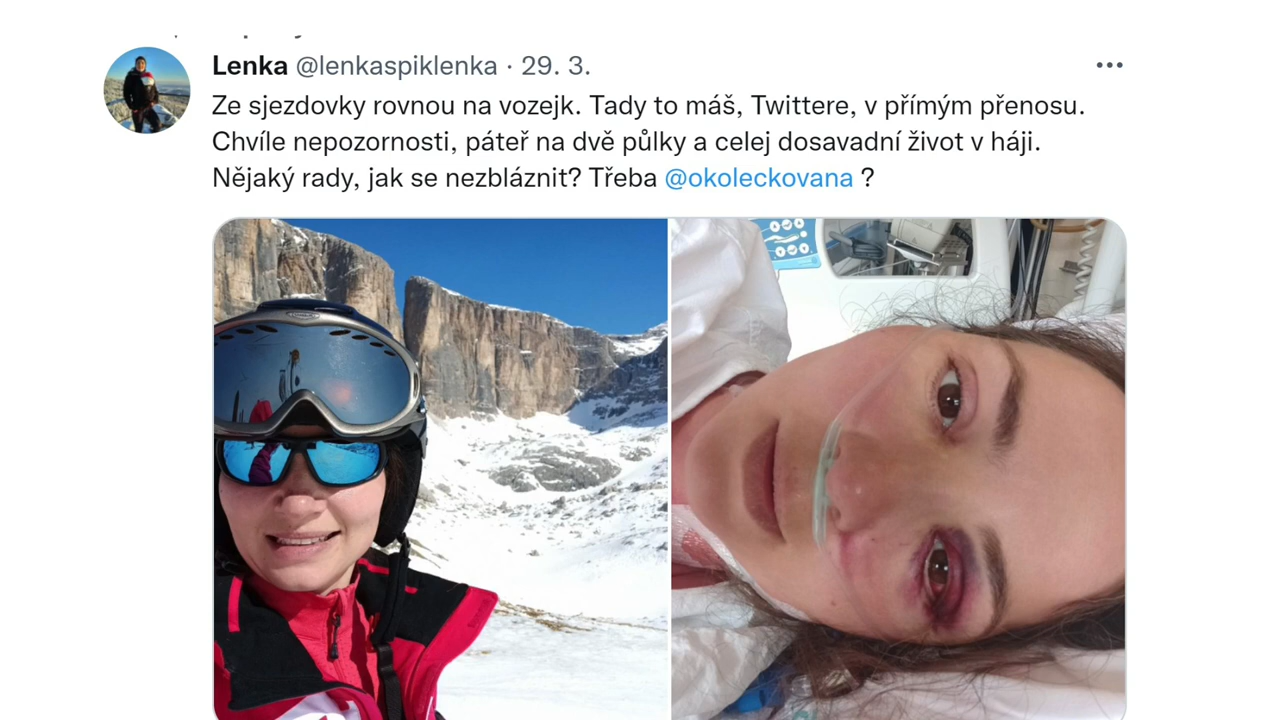 Lenka @lenkaspiklenka · 29. 3.
Ze sjezdovky rovnou na vozejk. Tady to máš, Twittere, v přímým přenosu.
Chvíle nepozornosti, páteř na dvě půlky a celej dosavadní život v háji.
Nějaký rady, jak se nezbláznit? Třeba @okoleckovana ?